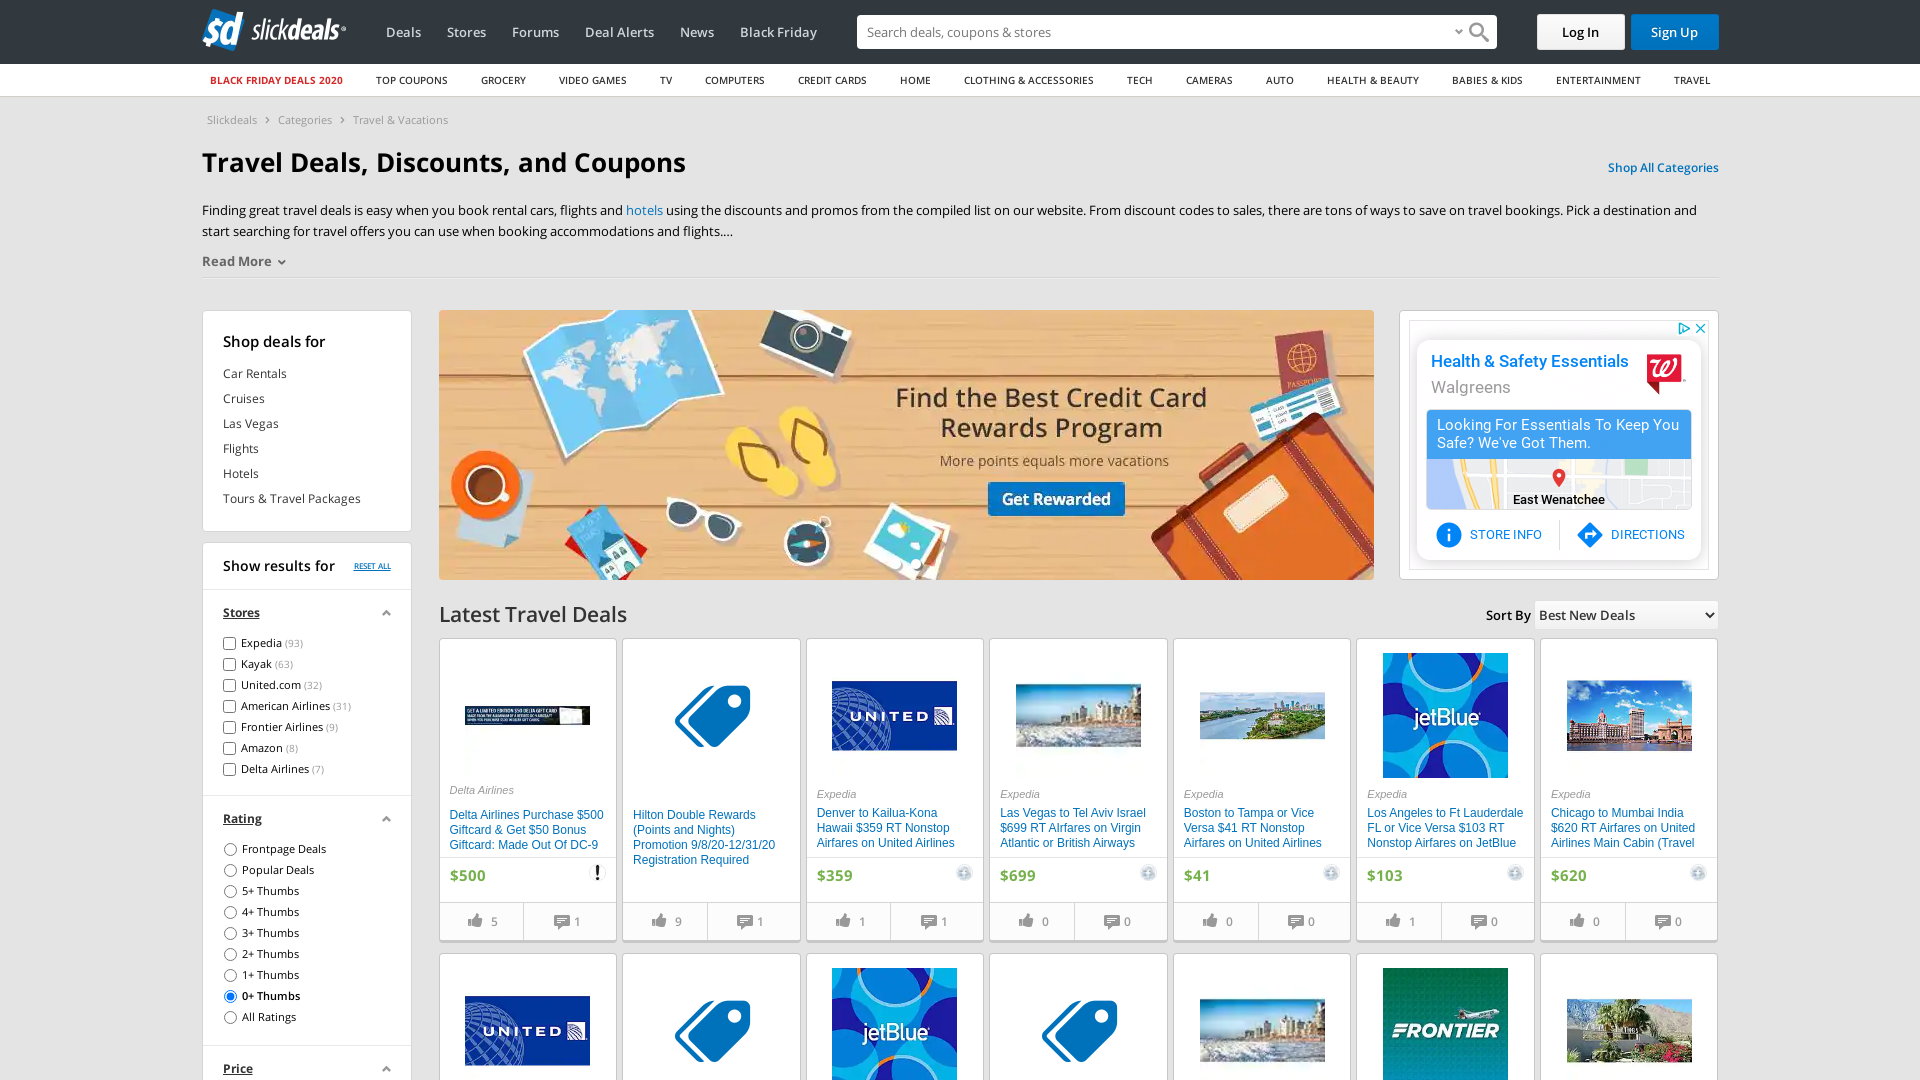 sd slickdeals
Deals
Stores
Forums
Deal Alerts
News
Black Friday
Search deals, coupons & stores
Log In
Sign Up
BLACK FRIDAY DEALS 2020
TOP COUPONS
GROCERY
VIDEO GAMES
TV
COMPUTERS
CREDIT CARDS
HOME
CLOTHING & ACCESSORIES
TECH
CAMERAS
AUTO
HEALTH & BEAUTY
BABIES & KIDS
ENTERTAINMENT
TRAVEL
Slickdeals > Categories > Travel & Vacations
Travel Deals, Discounts, and Coupons
Shop All Categories
Finding great travel deals is easy when you book rental cars, flights and hotels using the discounts and promos from the compiled list on our website. From discount codes to sales, there are tons of ways to save on travel bookings. Pick a destination and
start searching for travel offers you can use when booking accommodations and flights....
Read More
Shop deals for
Car Rentals
Cruises
Las Vegas
Flights
Hotels
Tours & Travel Packages
PASSPORT
Find the Best Credit Card
Rewards Program
More points equals more vacations
Get Rewarded
Health & Safety Essentials
Walgreens
Looking For Essentials To Keep You
Safe? We've Got Them.
East Wenatchee
STORE INFO
DIRECTIONS
Show results for
RESET ALL
Stores
Expedia (93)
Kayak (63)
United.com (32)
American Airlines (31)
Frontier Airlines (9)
Amazon (8)
Delta Airlines (7)
Rating
Frontpage Deals
Popular Deals
5+ Thumbs
4+ Thumbs
3+ Thumbs
2+ Thumbs
1+ Thumbs
0+ Thumbs
All Ratings
Price
Latest Travel Deals
Sort By
Best New Deals
GET A LIMITED EDITION $50 DELTA GIFT CARD
Delta Airlines
Delta Airlines Purchase $500
Giftcard & Get $50 Bonus
Giftcard: Made Out Of DC-9
$500
5
1
Hilton Double Rewards
(Points and Nights)
Promotion 9/8/20-12/31/20
Registration Required
9
1
UNITED
Expedia
Denver to Kailua-Kona
Hawaii $359 RT Nonstop
Airfares on United Airlines
$359
1
1
Expedia
Las Vegas to Tel Aviv Israel
$699 RT AIrfares on Virgin
Atlantic or British Airways
$699
0
0
Expedia
Boston to Tampa or Vice
Versa $41 RT Nonstop
Airfares on United Airlines
$41
0
0
jetBlue
Expedia
Los Angeles to Ft Lauderdale
FL or Vice Versa $103 RT
Nonstop Airfares on JetBlue
$103
1
0
Expedia
Chicago to Mumbai India
$620 RT Airfares on United
Airlines Main Cabin (Travel
$620
0
0
UNITED
jetBlue
FRONTIER